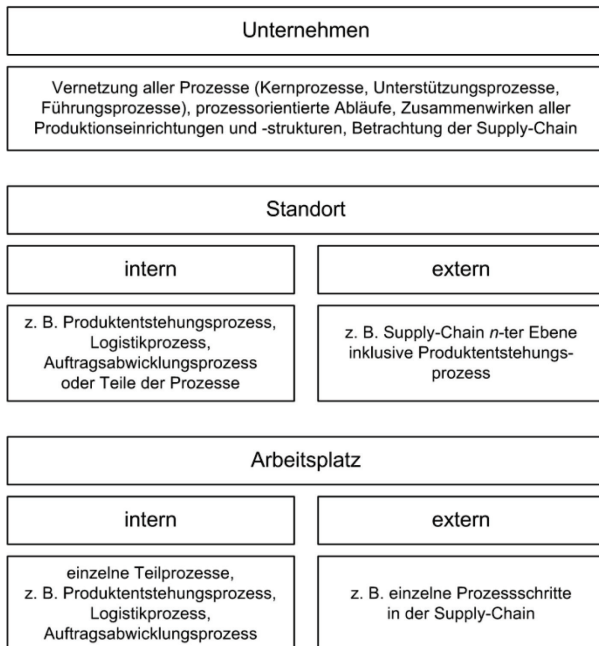 Unternehmen
Vernetzung aller Prozesse (Kernprozesse, Unterstützungsprozesse,
Führungsprozesse), prozessorientierte Abläufe, Zusammenwirken aller
Produktionseinrichtungen und -strukturen, Betrachtung der Supply-Chain
Standort
intern
extern
z. B. Produktentstehungsprozess,
Logistikprozess,
Auftragsabwicklungsprozess
oder Teile der Prozesse
z. B. Supply-Chain n-ter Ebene
inklusive Produktentstehungs-
prozess
Arbeitsplatz
intern
extern
einzelne Teilprozesse,
z. B. Produktentstehungsprozess,
Logistikprozess,
Auftragsabwicklungsprozess
z. B. einzelne Prozessschritte
in der Supply-Chain